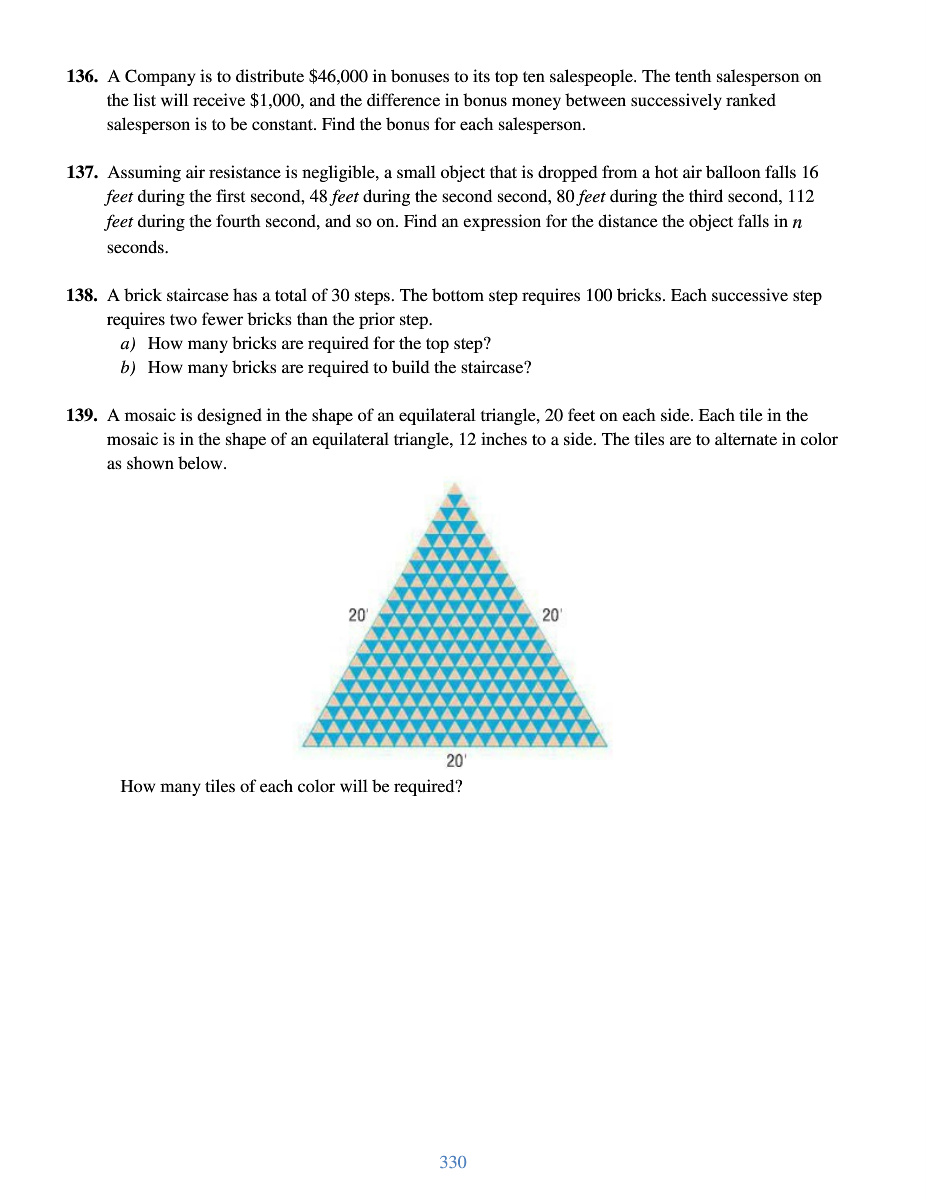 136. A Company is to distribute $46,000 in bonuses to its top ten salespeople. The tenth salesperson on
the list will receive $1,000, and the difference in bonus money between successively ranked
salesperson is to be constant. Find the bonus for each salesperson.
137. Assuming air resistance is negligible, a small object that is dropped from a hot air balloon falls 16
feet during the first second, 48 feet during the second second, 80 feet during the third second, 112
feet during the fourth second, and so on. Find an expression for the distance the object falls in n
seconds.
138. A brick staircase has a total of 30 steps. The bottom step requires 100 bricks. Each successive step
requires two fewer bricks than the prior step.
a) How many bricks are required for the top step?
b) How many bricks are required to build the staircase?
139. A mosaic is designed in the shape of an equilateral triangle, 20 feet on each side. Each tile in the
mosaic is in the shape of an equilateral triangle, 12 inches to a side. The tiles are to alternate in color
as shown below.
20' 20'
20'
How many tiles of each color will be required?
330